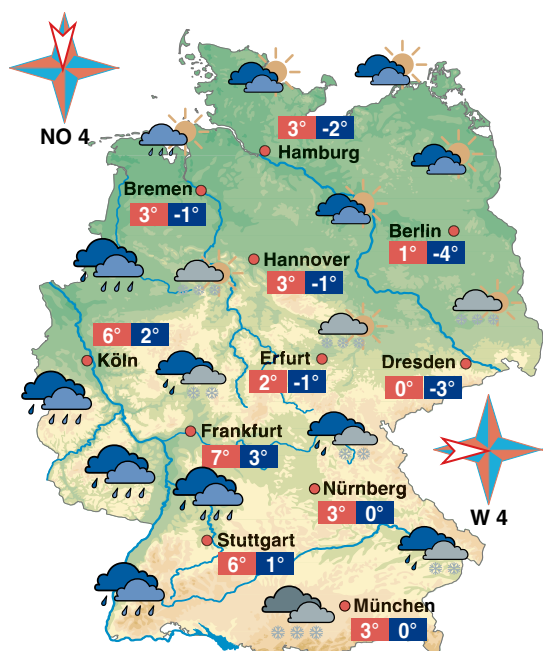 NO 4
3° -2°
Hamburg
Bremen
3° -1°
Berlin
1° -4°
Hannover
3° -1°
6° 2°
Köln
Erfurt
2° -1°
Dresden
0° -3°
Frankfurt
7° 3°
Nürnberg
3° 0°
W 4
Stuttgart
6° 1°
München
3° 0°